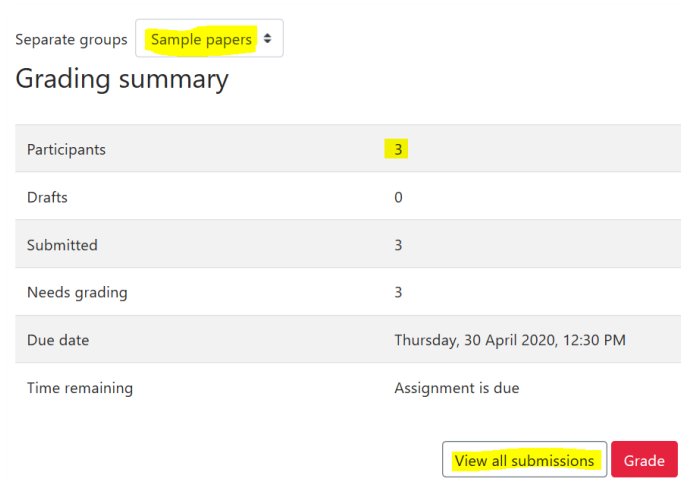 Separate groups Sample papers
Grading summary
Participants 3
Drafts 0
Submitted 3
Needs grading 3
Due date Thursday, 30 April 2020, 12:30 PM
Time remaining Assignment is due
View all submissions Grade